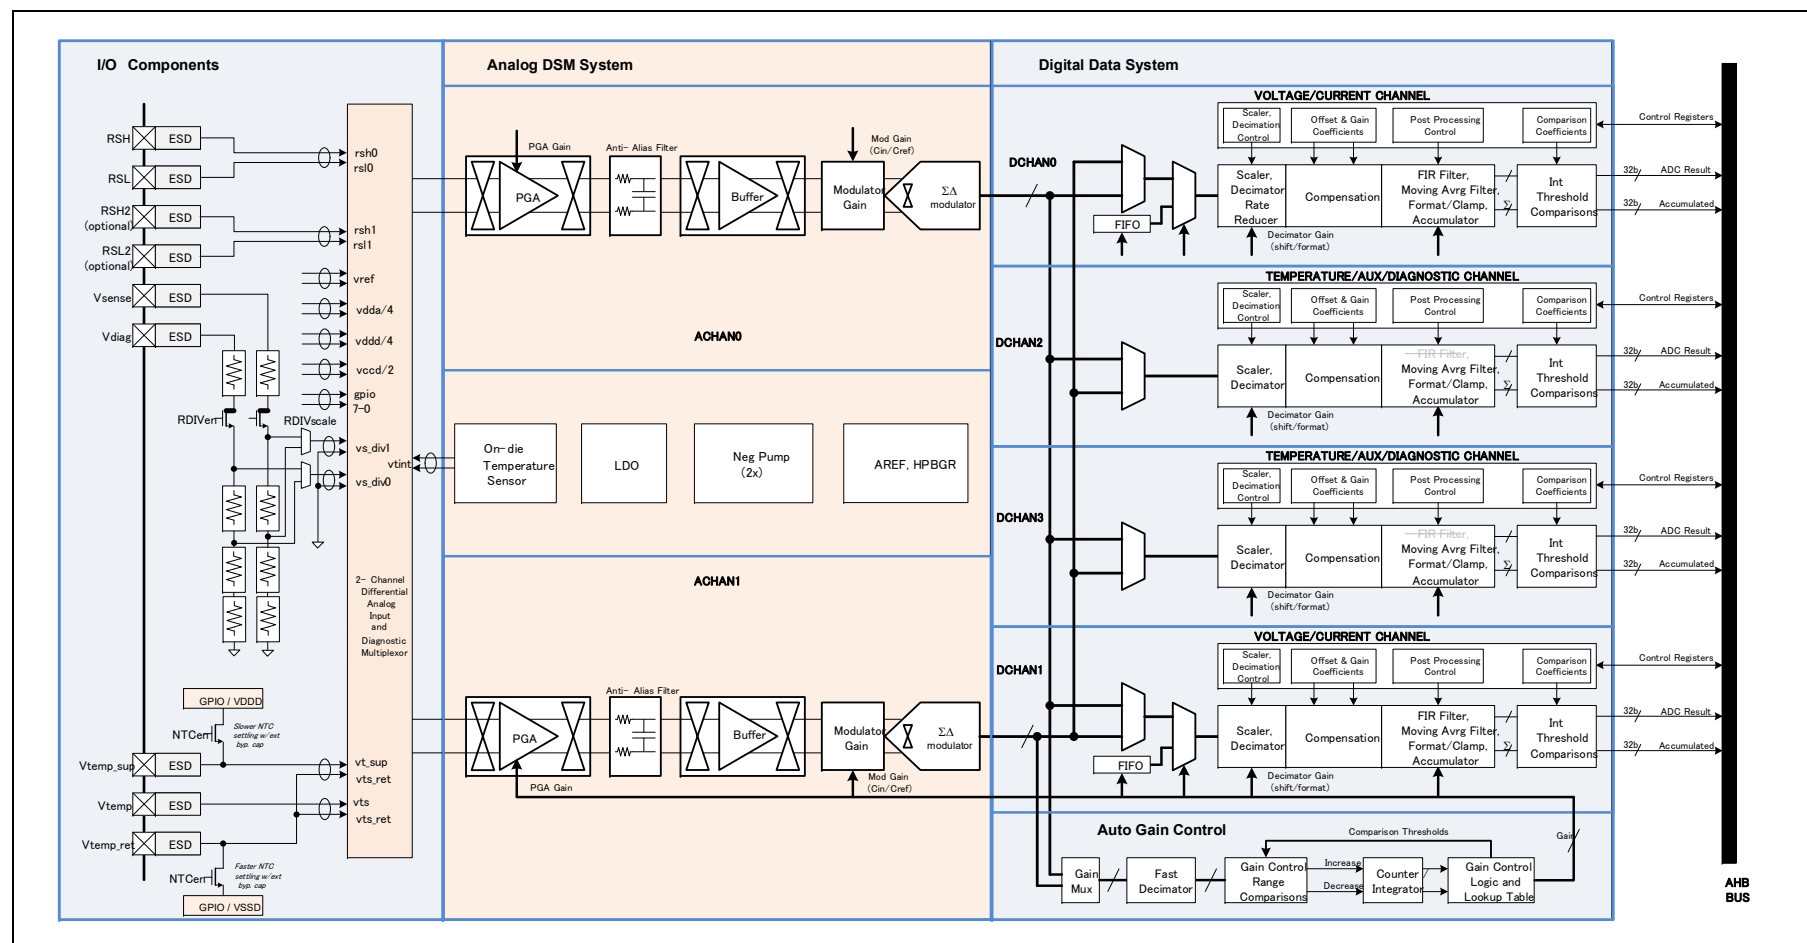 I/O Components
Analog DSM System
Digital Data System
RSH
ESD
RSL
ESD
RSH2
(optional)
ESD
RSL2
(optional)
ESD
Vsense
ESD
Vdiag
ESD
rsh0
rsl0
rsh1
rsl1
vref
vdda/4
vddd/4
vccd/2
gpio
7-0
RDIVen
RDIVscale
vs_div1
vtint
vs_div0
2- Channel
Differential
Analog
Input
and
Diagnostic
Multiplexor
GPIO / VDDD
NTCen
Slower NTC
settling w/ext
byp. cap
Vtemp_sup
ESD
vt_sup
vts_ret
Vtemp
ESD
vts
vts_ret
Vtemp_ret
ESD
NTCen
Faster NTC
settling w/ext
byp. cap
GPIO / VSSD
PGA Gain
Anti- Alias Filter
Mod Gain
(Cin/Cref)
PGA
Buffer
Modulator
Gain
ΣΔ
modulator
ACHAN0
On-die
Temperature
Sensor
LDO
Neg Pump
(2x)
AREF, HPBGR
ACHAN1
Anti- Alias Filter
PGA
Buffer
Modulator
Gain
ΣΔ
modulator
PGA Gain
Mod Gain
(Cin/Cref)
VOLTAGE/CURRENT CHANNEL
Scaler,
Decimation
Control
Offset & Gain
Coefficients
Post Processing
Control
Comparison
Coefficients
Control Registers
DCHAN0
FIFO
Scaler,
Decimator
Rate
Reducer
Compensation
FIR Filter,
Moving Avrg Filter,
Format/Clamp,
Accumulator
Σ
Int
Threshold
Comparisons
32b
ADC Result
32b
Accumulated
Decimator Gain
(shift/format)
TEMPERATURE/AUX/DIAGNOSTIC CHANNEL
Scaler,
Decimation
Control
Offset & Gain
Coefficients
Post Processing
Control
Comparison
Coefficients
Control Registers
DCHAN2
Scaler,
Decimator
Compensation
FIR Filter,
Moving Avrg Filter,
Format/Clamp,
Accumulator
Σ
Int
Threshold
Comparisons
32b
ADC Result
32b
Accumulated
Decimator Gain
(shift/format)
TEMPERATURE/AUX/DIAGNOSTIC CHANNEL
Scaler,
Decimation
Control
Offset & Gain
Coefficients
Post Processing
Control
Comparison
Coefficients
Control Registers
DCHAN3
Scaler,
Decimator
Compensation
FIR Filter,
Moving Avrg Filter,
Format/Clamp,
Accumulator
Σ
Int
Threshold
Comparisons
32b
ADC Result
32b
Accumulated
Decimator Gain
(shift/format)
VOLTAGE/CURRENT CHANNEL
Scaler,
Decimation
Control
Offset & Gain
Coefficients
Post Processing
Control
Comparison
Coefficients
Control Registers
DCHAN1
FIFO
Scaler,
Decimator
Compensation
FIR Filter,
Moving Avrg Filter,
Format/Clamp,
Accumulator
Σ
Int
Threshold
Comparisons
32b
ADC Result
32b
Accumulated
Decimator Gain
(shift/format)
Auto Gain Control
Comparison Thresholds
Gain
Gain
Mux
Fast
Decimator
Gain Control
Range
Comparisons
Increase
Decrease
Counter
Integrator
Gain Control
Logic and
Lookup Table
AHB
BUS